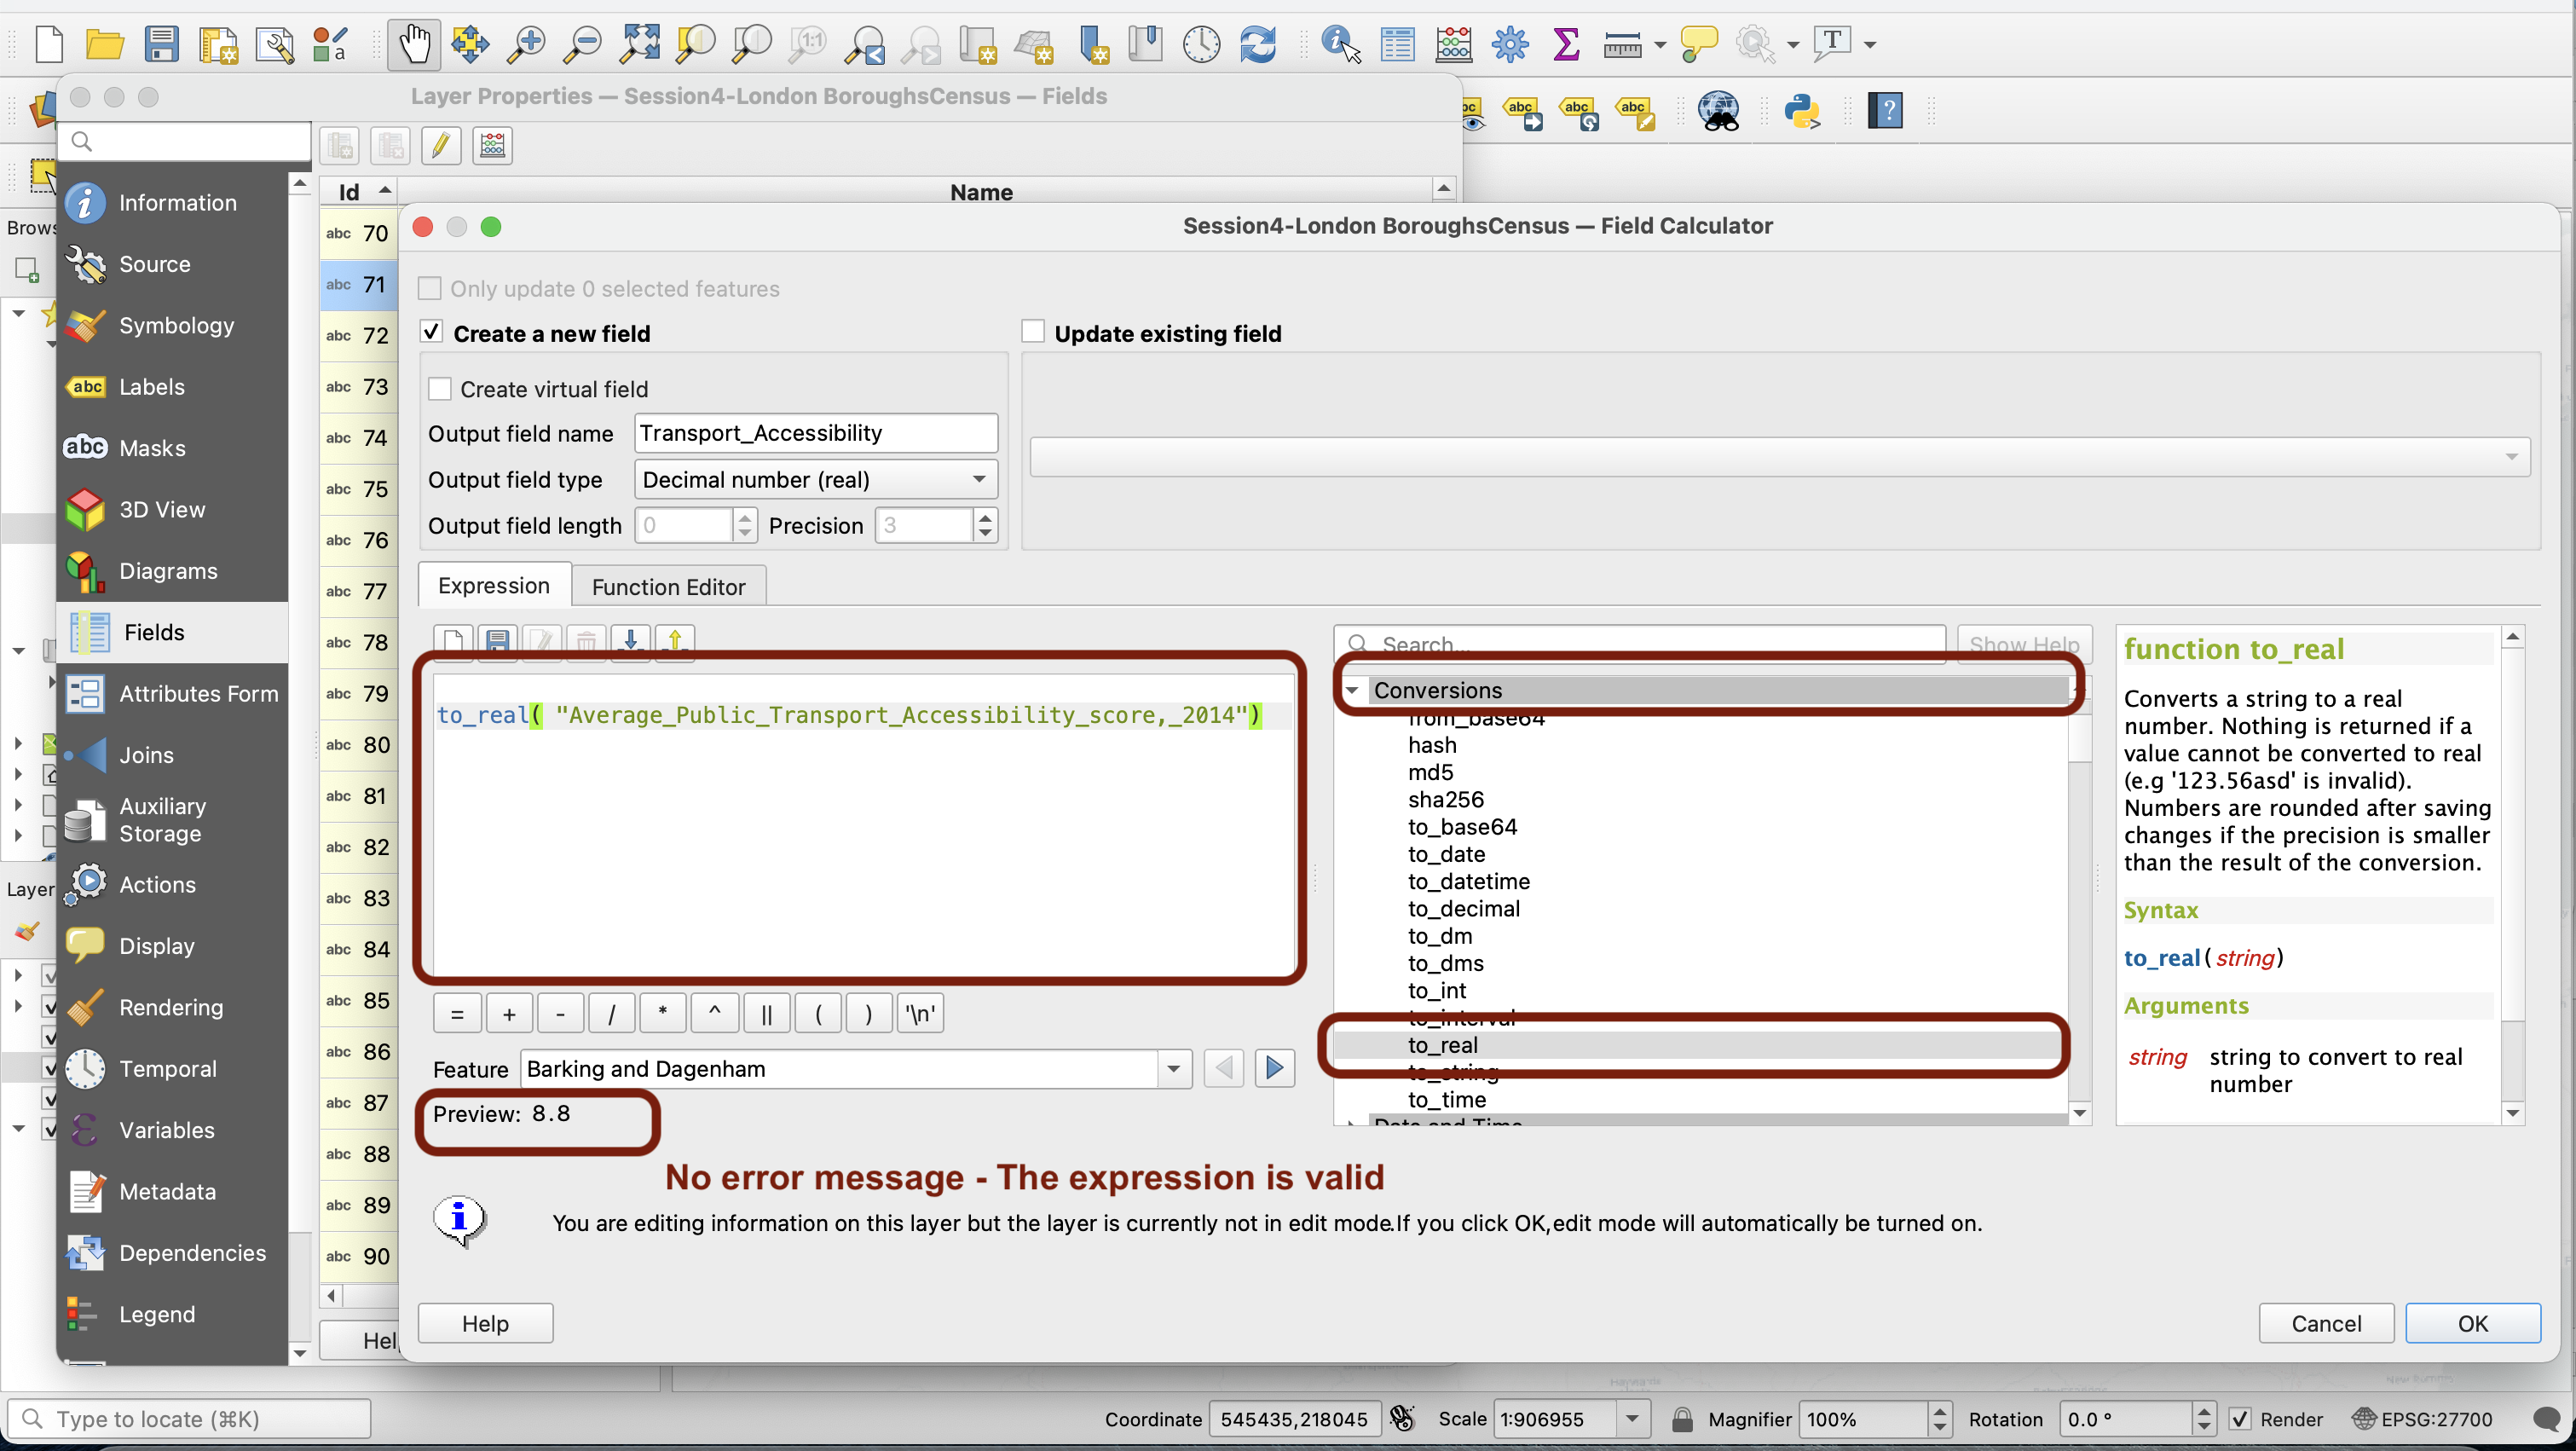 Layer Properties — Session4-London BoroughsCensus — Fields
Id
Name
Information
Source
Symbology
Labels
Masks
3D View
Diagrams
Fields
Attributes Form
Joins
Auxiliary
Storage
Actions
Display
Rendering
Temporal
Variables
Metadata
Dependencies
Legend
Brows
Layer
abc 70
abc 71
abc 72
abc 73
abc 74
abc 75
abc 76
abc 77
abc 78
abc 79
abc 80
abc 81
abc 82
abc 83
abc 84
abc 85
abc 86
abc 87
abc 88
abc 89
abc 90
Session4-London BoroughsCensus — Field Calculator
Only update 0 selected features
Create a new field
Update existing field
Create virtual field
Output field name Transport_Accessibility
Output field type Decimal number (real)
Output field length 0 Precision 3
Expression Function Editor
to_real( "Average_Public_Transport_Accessibility_score,_2014")
= + - / * ^ || ( ) '\n'
Feature Barking and Dagenham
Preview: 8.8
Search... Show Help
Conversions
from_base64
hash
md5
sha256
to_base64
to_date
to_datetime
to_decimal
to_dm
to_dms
to_int
to_interval
to_real
to_string
to_time
Date and Time
function to_real
Converts a string to a real
number. Nothing is returned if a
value cannot be converted to real
(e.g '123.56asd' is invalid).
Numbers are rounded after saving
changes if the precision is smaller
than the result of the conversion.
Syntax
to_real(string)
Arguments
string string to convert to real
number
No error message - The expression is valid
You are editing information on this layer but the layer is currently not in edit mode.If you click OK,edit mode will automatically be turned on.
Help
Cancel
OK
Hel
Type to locate (⌘K)
Coordinate 545435,218045
Scale 1:906955
Magnifier 100%
Rotation 0.0 °
Render
EPSG:27700